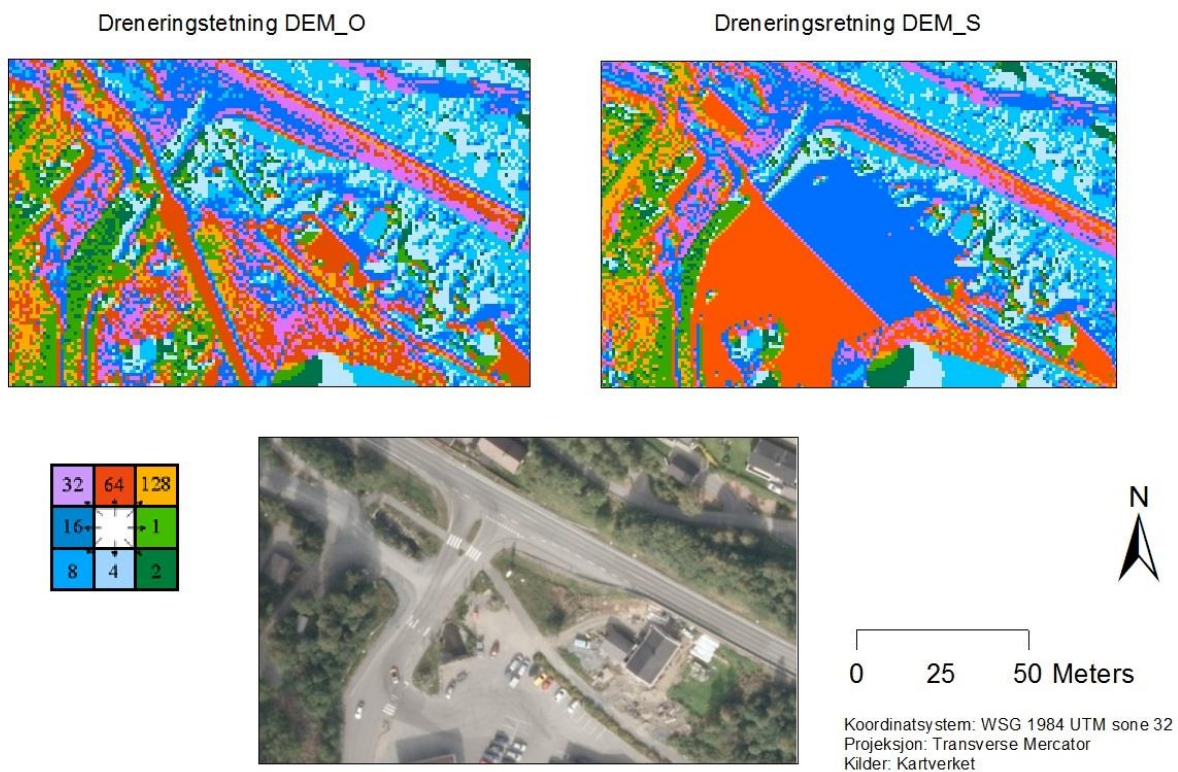 Dreneringstetning DEM_O
Dreneringsretning DEM_S
32 64 128
16 1
8 4 2
N
0 25 50 Meters
Koordinatsystem: WSG 1984 UTM sone 32
Projeksjon: Transverse Mercator
Kilder: Kartverket